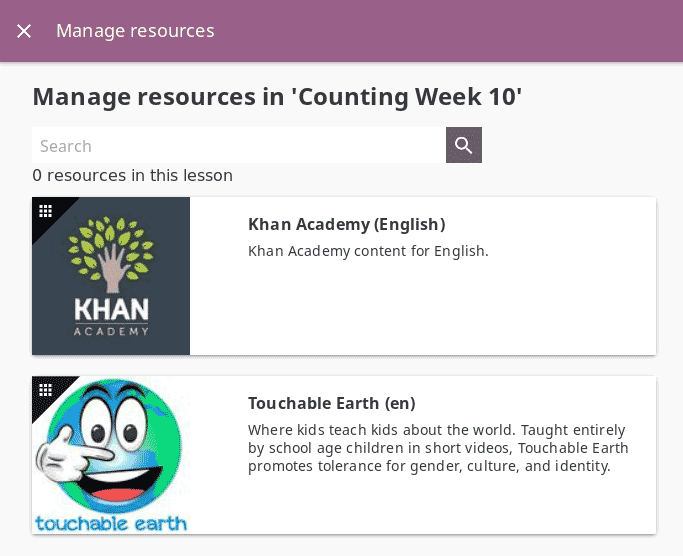 Manage resources
Manage resources in 'Counting Week 10'
Search
0 resources in this lesson
KHAN
ACADEMY
Khan Academy (English)
Khan Academy content for English.
touchable earth
Touchable Earth (en)
Where kids teach kids about the world. Taught entirely
by school age children in short videos, Touchable Earth
promotes tolerance for gender, culture, and identity.